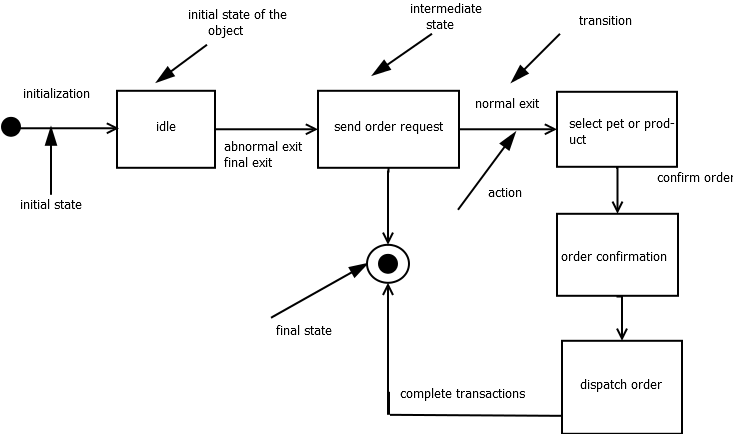 initial state of the
object
intermediate
state
transition
initialization
normal exit
idle
send order request
select pet or prod-
uct
abnormal exit
final exit
confirm order
initial state
action
order confirmation
final state
complete transactions
dispatch order